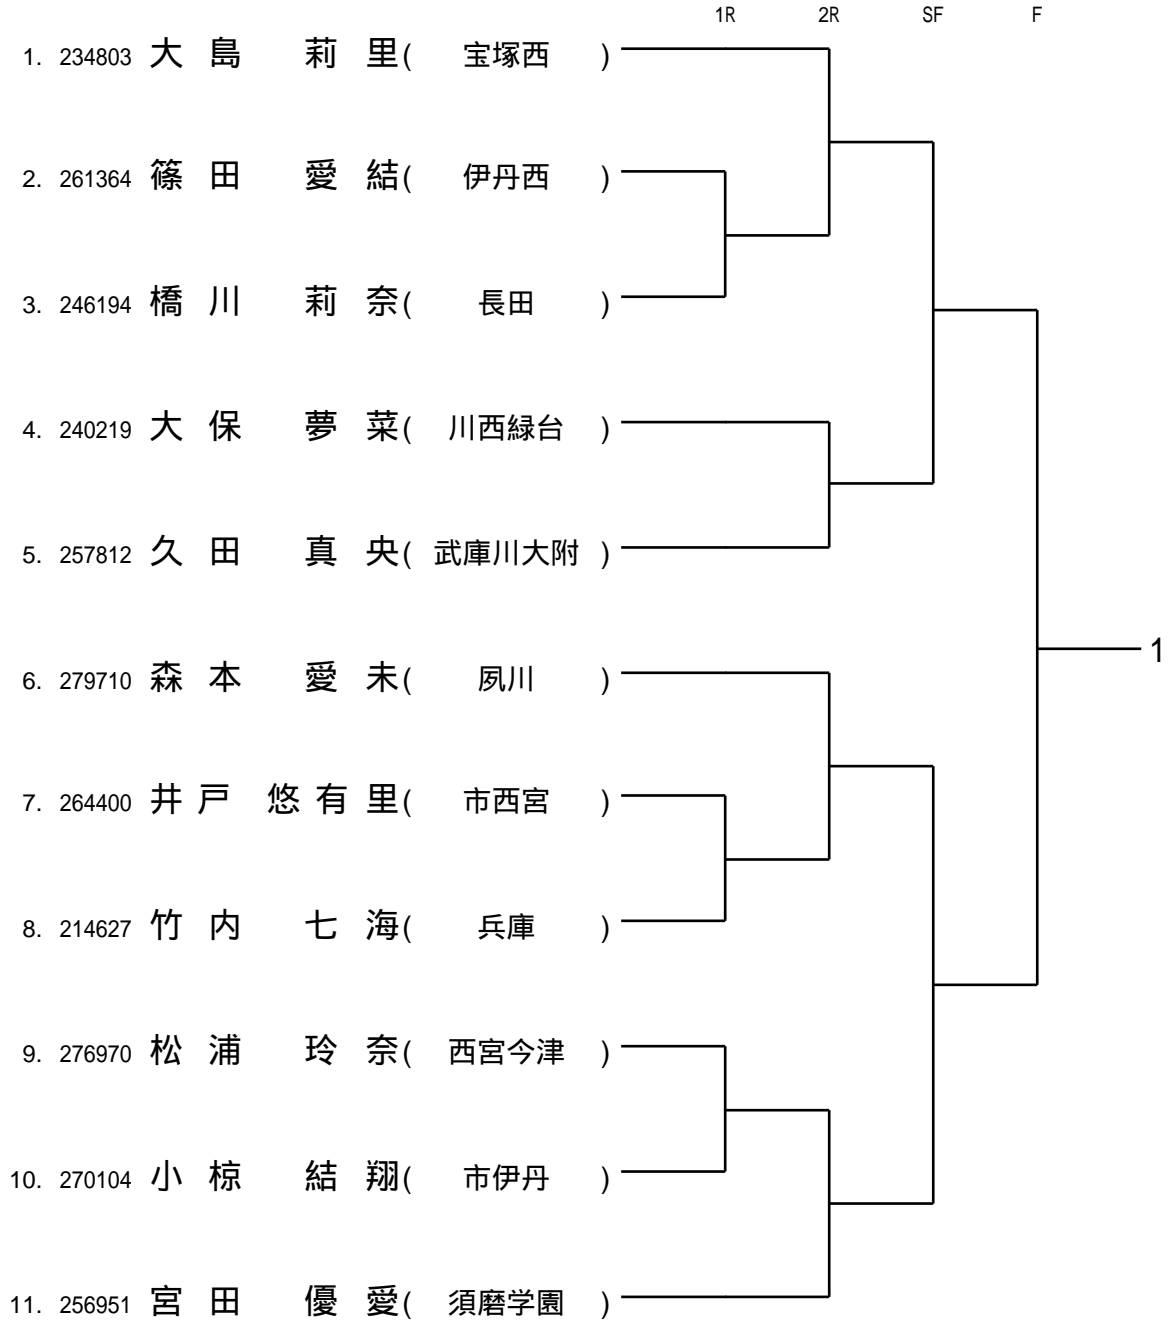 1R 2R SF F
1. 234803 大島 莉里( 宝塚西 )
2. 261364 篠田 愛結( 伊丹西 )
3. 246194 橋川 莉奈( 長田 )
4. 240219 大保 夢菜( 川西緑台 )
5. 257812 久田 真央( 武庫川大附 )
1
6. 279710 森本 愛未( 夙川 )
7. 264400 井戸 悠有里( 市西宮 )
8. 214627 竹内 七海( 兵庫 )
9. 276970 松浦 玲奈( 西宮今津 )
10. 270104 小椋 結翔( 市伊丹 )
11. 256951 宮田 優愛( 須磨学園 )